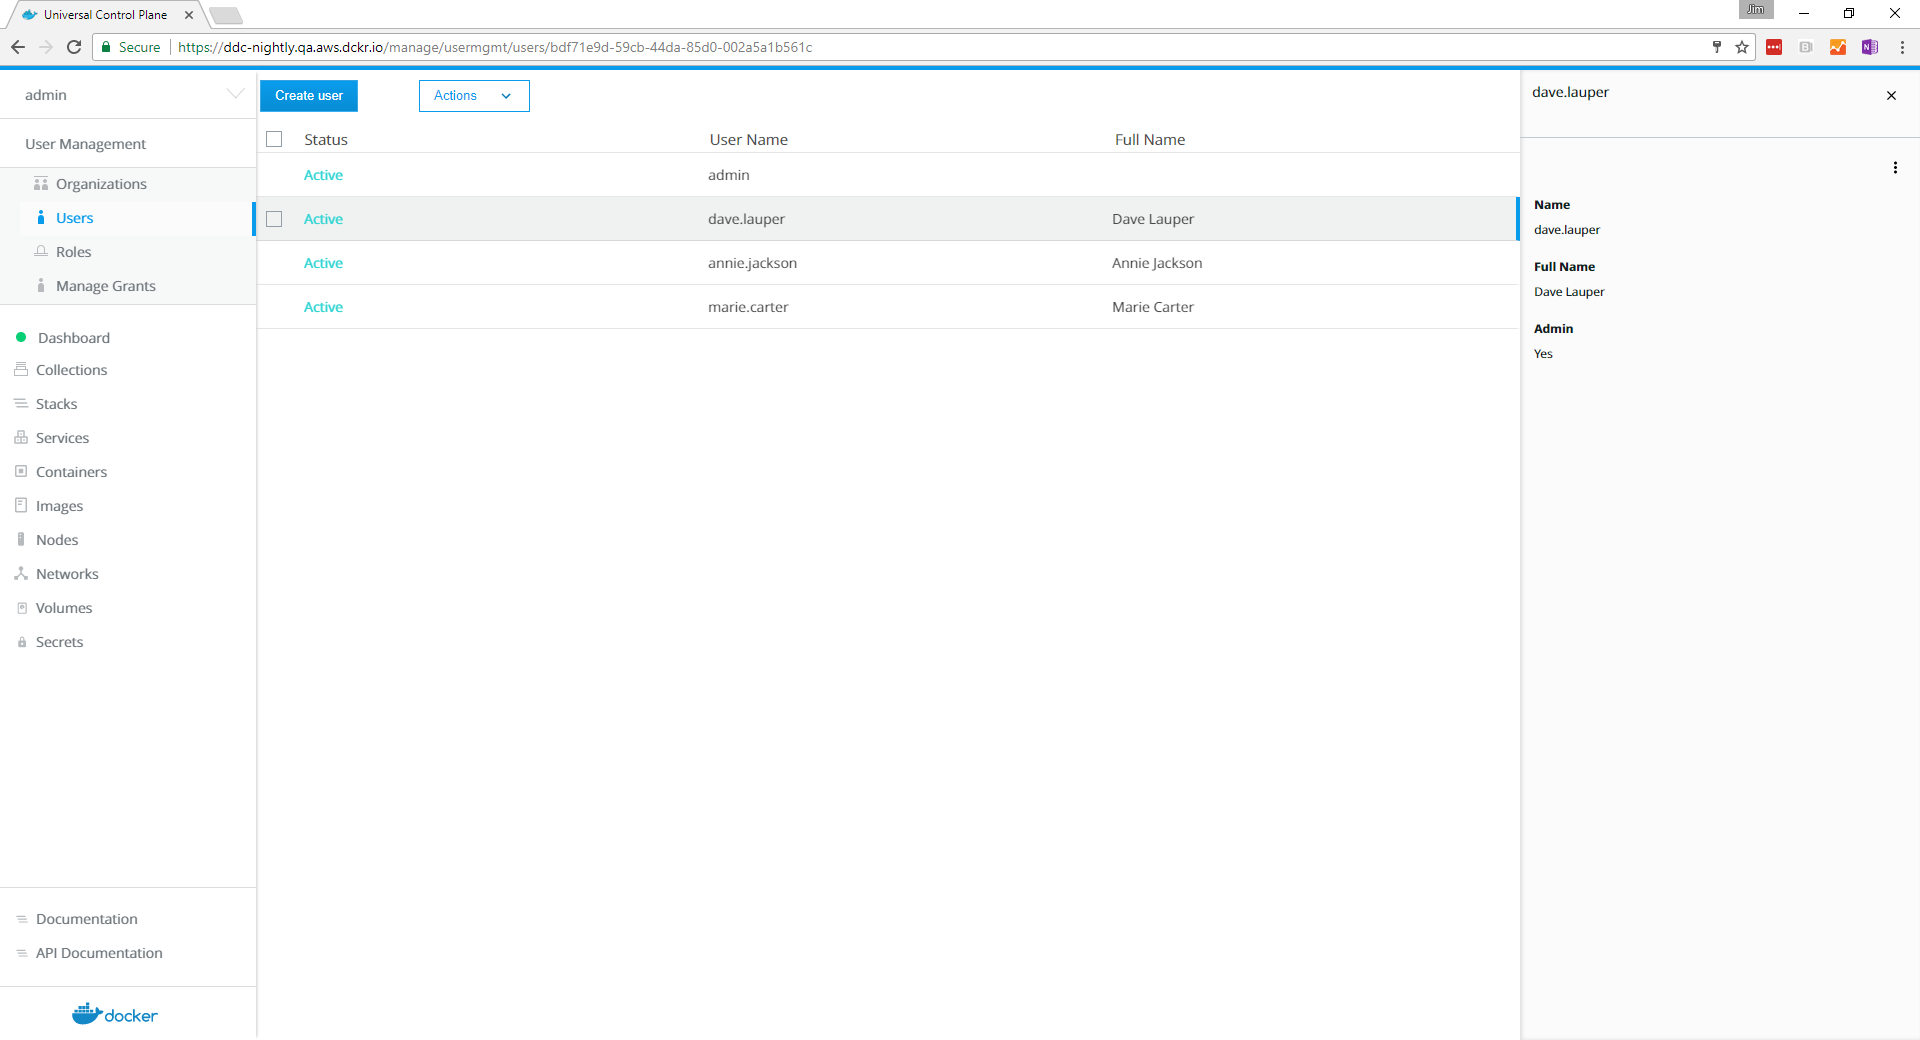 Universal Control Plane
Jim
Secure
https://ddc-nightly.qa.aws.dckr.io/manage/usermgmt/users/bdf71e9d-59cb-44da-85d0-002a5a1b561c
admin
User Management
Organizations
Users
Roles
Manage Grants
Dashboard
Collections
Stacks
Services
Containers
Images
Nodes
Networks
Volumes
Secrets
Documentation
API Documentation
docker
Create user
Actions
Status User Name Full Name
Active admin
Active dave.lauper Dave Lauper
Active annie.jackson Annie Jackson
Active marie.carter Marie Carter
dave.lauper
Name
dave.lauper
Full Name
Dave Lauper
Admin
Yes